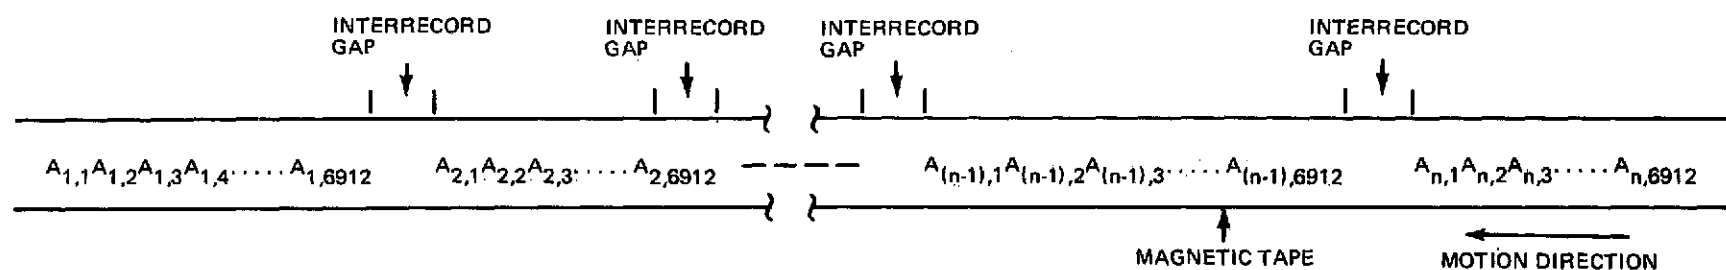 INTERRECORD GAP
INTERRECORD GAP
INTERRECORD GAP
INTERRECORD GAP
A1,1A1,2A1,3A1,4.....A1,6912 A2,1A2,2A2,3.....A2,6912 ---- A(n-1),1A(n-1),2A(n-1),3.....A(n-1),6912 An,1An,2An,3.....An,6912
MAGNETIC TAPE
MOTION DIRECTION